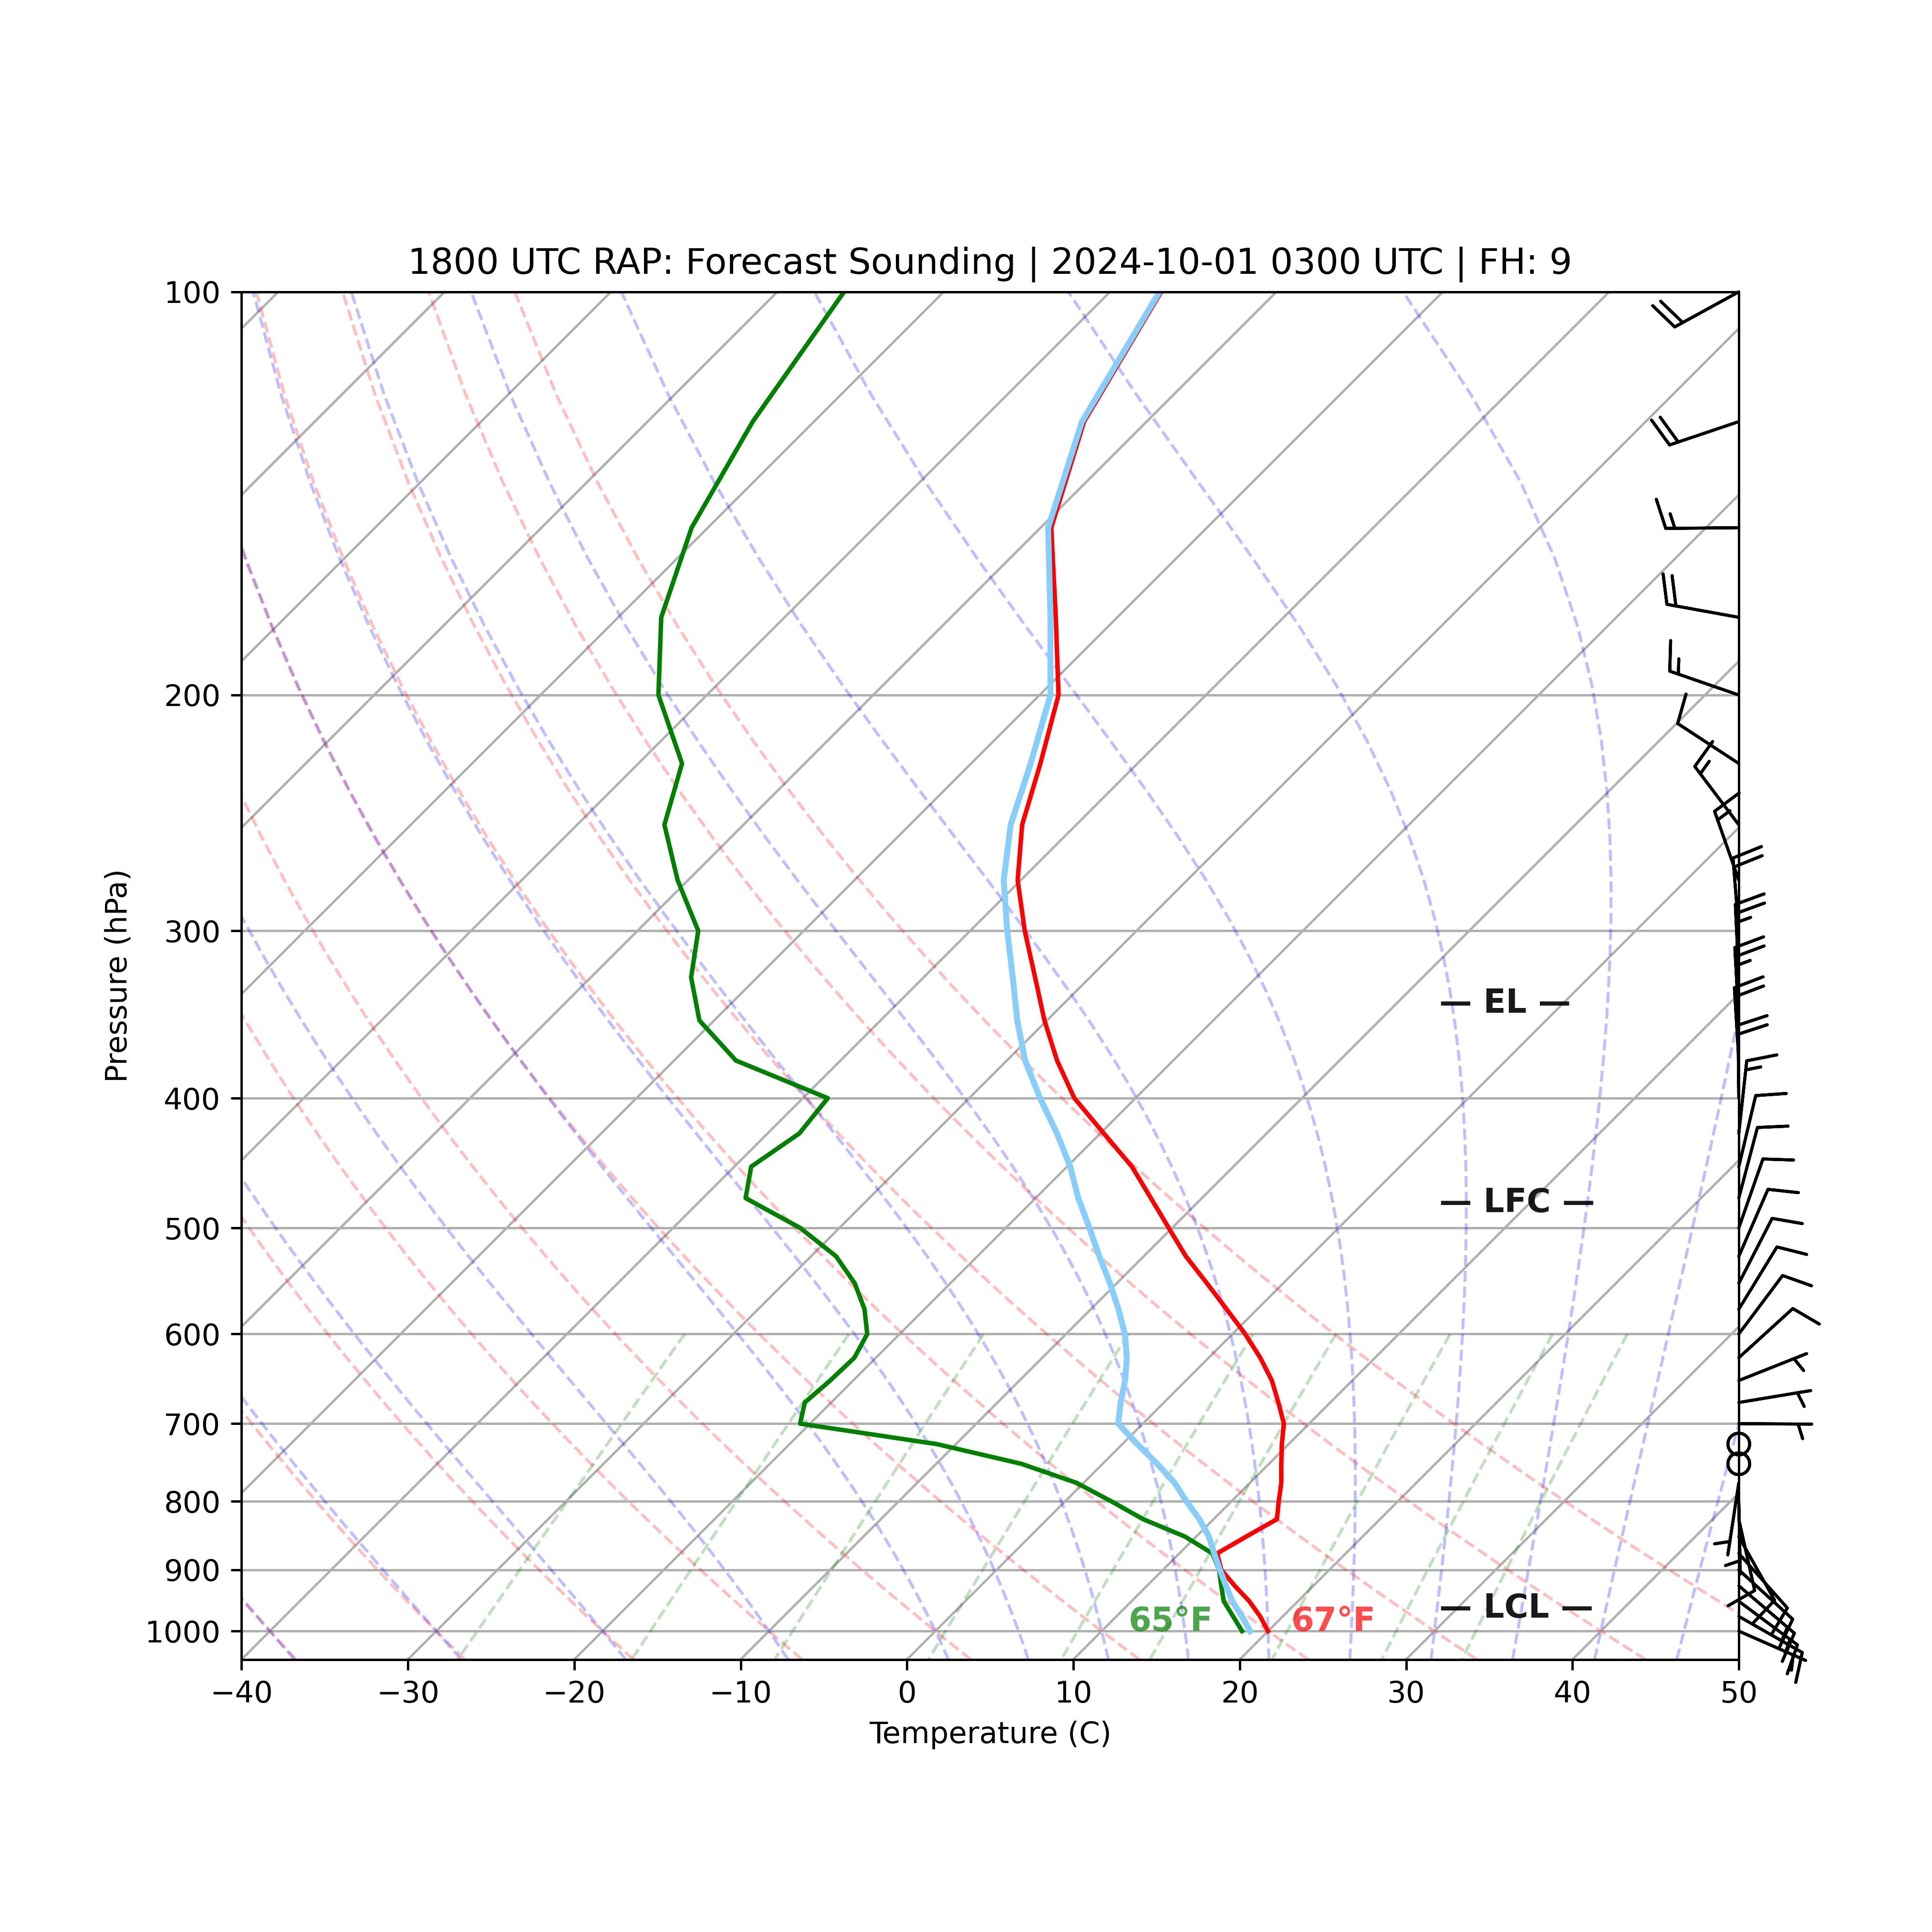 1800 UTC RAP: Forecast Sounding | 2024-10-01 0300 UTC | FH: 9
100
200
300
— EL —
Pressure (hPa)
400
— LFC —
500
600
700
800
900
— LCL —
65°F 67°F
1000
−40 −30 −20 −10 0 10 20 30 40 50
Temperature (C)